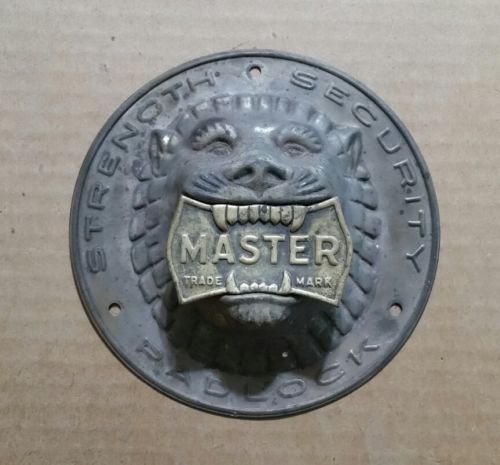 STRENGTH SECURITY
MASTER
TRADE MARK
PADLOCK